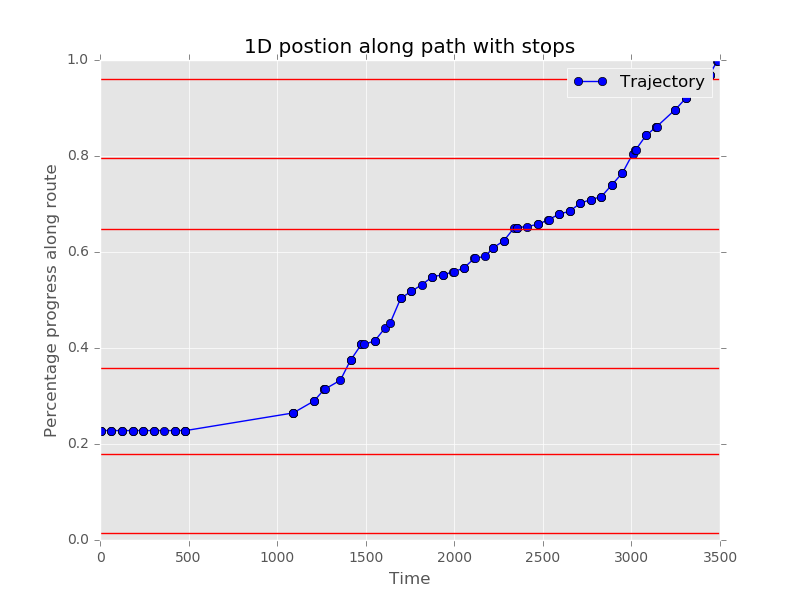 1D postion along path with stops
Trajectory
Percentage progress along route
1.0
0.8
0.6
0.4
0.2
0.0
0 500 1000 1500 2000 2500 3000 3500
Time